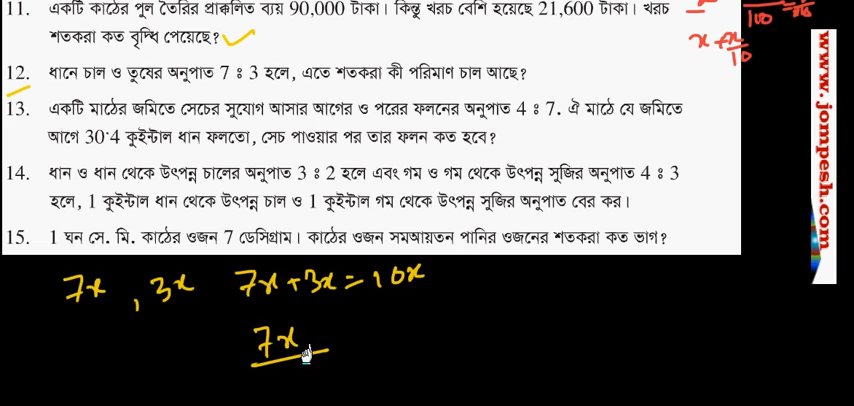 11. একটি কাঠের পুল তৈরির প্রাক্কলিত ব্যয় 90,000 টাকা। কিন্তু খরচ বেশি হয়েছে 21,600 টাকা। খরচ
শতকরা কত বৃদ্ধি পেয়েছে?
12. ধানে চাল ও তুষের অনুপাত 7 ঃ 3 হলে, এতে শতকরা কী পরিমাণ চাল আছে?
13. একটি মাঠের জমিতে সেচের সুযোগ আসার আগের ও পরের ফলনের অনুপাত 4 ঃ 7. ঐ মাঠে যে জমিতে
আগে 30·4 কুইন্টাল ধান ফলতো, সেচ পাওয়ার পর তার ফলন কত হবে?
14. ধান ও ধান থেকে উৎপন্ন চালের অনুপাত 3 ঃ 2 হলে এবং গম ও গম থেকে উৎপন্ন সুজির অনুপাত 4 ঃ 3
হলে, 1 কুইন্টাল ধান থেকে উৎপন্ন চাল ও 1 কুইন্টাল গম থেকে উৎপন্ন সুজির অনুপাত বের কর।
15. 1 ঘন সে. মি. কাঠের ওজন 7 ডেসিগ্রাম। কাঠের ওজন সমআয়তন পানির ওজনের শতকরা কত ভাগ?
100
x + x/10
www.jompesh.com
7x , 3x 7x+3x=10x
7x